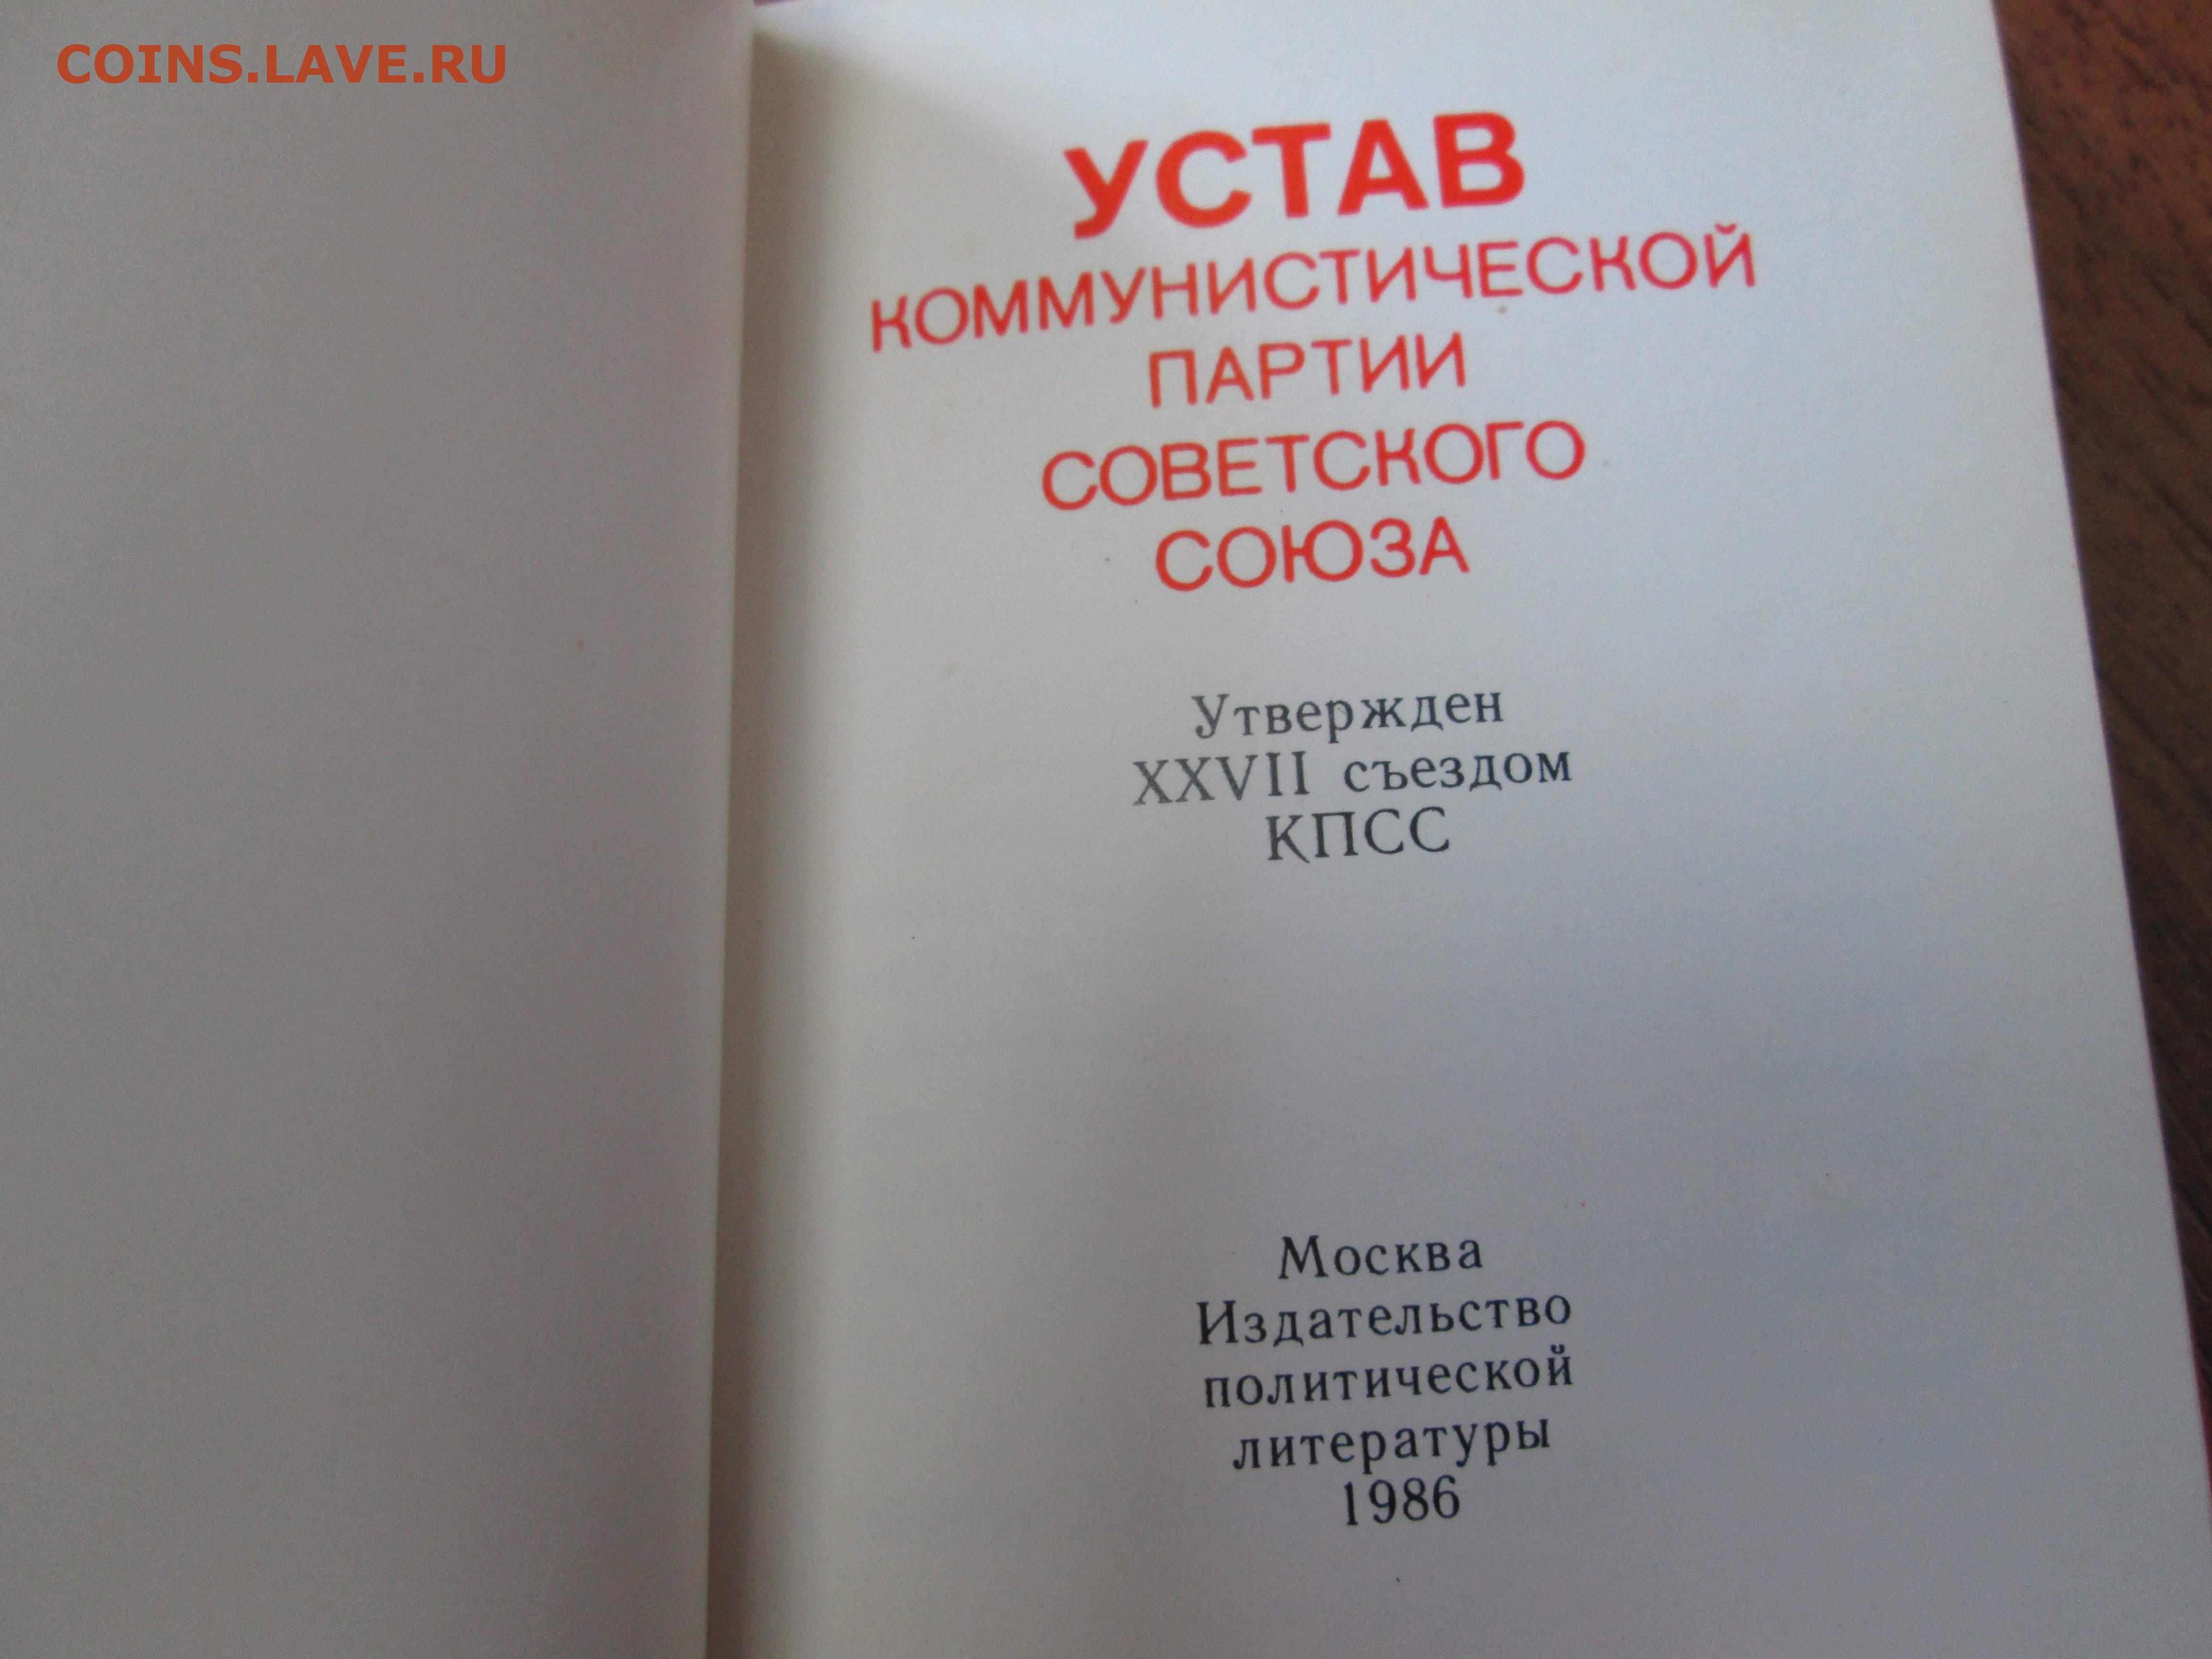 COINS.LAVE.RU
УСТАВ
КОММУНИСТИЧЕСКОЙ
ПАРТИИ
СОВЕТСКОГО
СОЮЗА
Утвержден
XXVII съездом
КПСС
Москва
Издательство
политической
литературы
1986